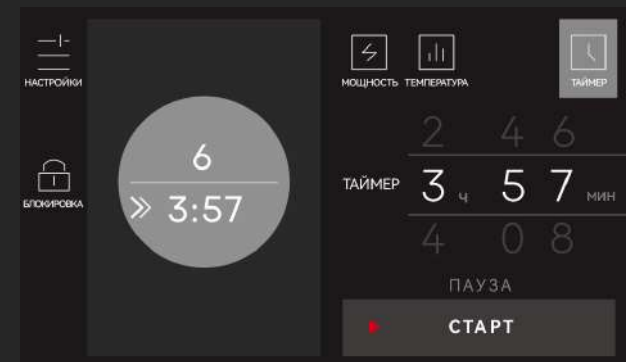 НАСТРОЙКИ
БЛОКИРОВКА
6
3:57
МОЩНОСТЬ ТЕМПЕРАТУРА ТАЙМЕР
2 4 6
ТАЙМЕР 3 ч 5 7 мин
4 0 8
ПАУЗА
СТАРТ